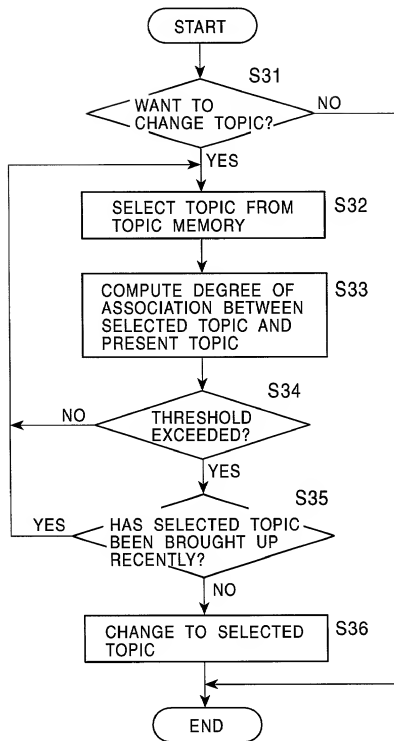 START
S31
WANT TO
CHANGE TOPIC?
NO
YES
SELECT TOPIC FROM
TOPIC MEMORY
S32
COMPUTE DEGREE OF
ASSOCIATION BETWEEN
SELECTED TOPIC AND
PRESENT TOPIC
S33
S34
NO
THRESHOLD
EXCEEDED?
YES
S35
YES
HAS SELECTED TOPIC
BEEN BROUGHT UP
RECENTLY?
NO
CHANGE TO SELECTED
TOPIC
S36
END